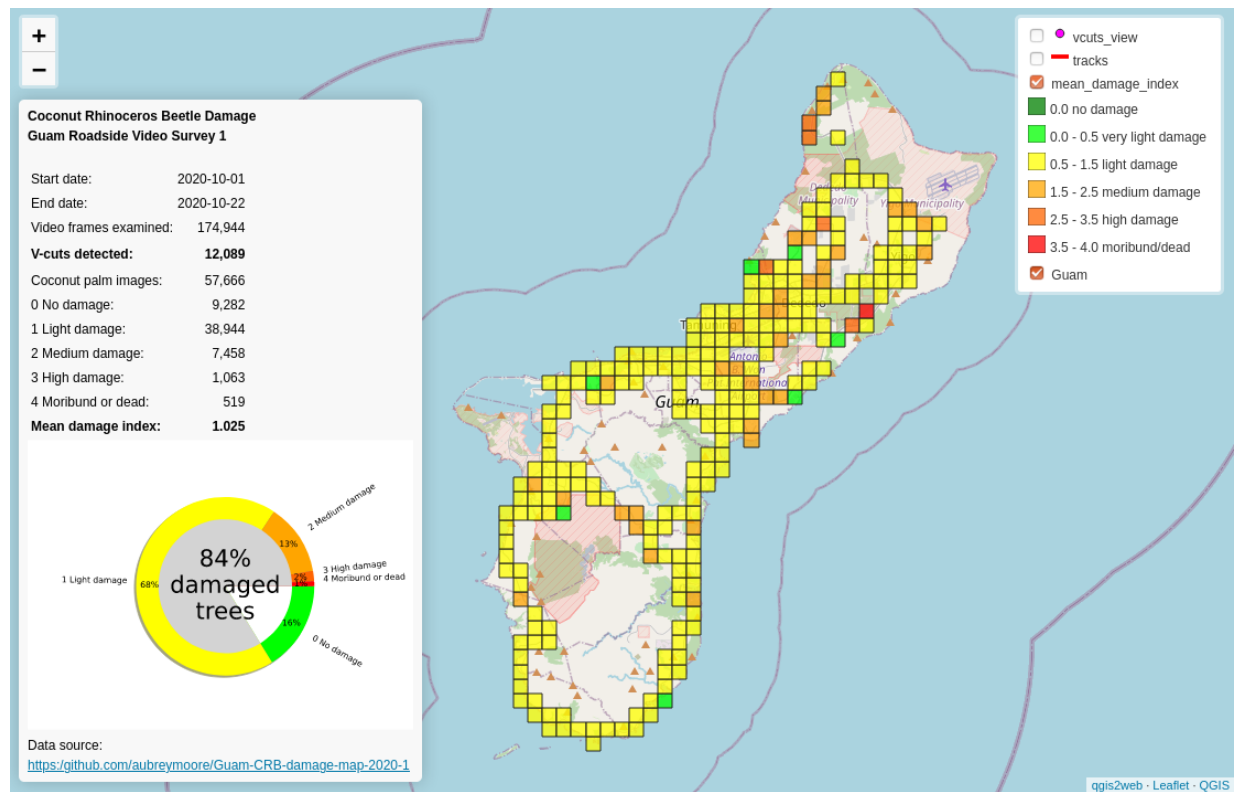 +
−
Coconut Rhinoceros Beetle Damage
Guam Roadside Video Survey 1
Start date: 2020-10-01
End date: 2020-10-22
Video frames examined: 174,944
V-cuts detected: 12,089
Coconut palm images: 57,666
0 No damage: 9,282
1 Light damage: 38,944
2 Medium damage: 7,458
3 High damage: 1,063
4 Moribund or dead: 519
Mean damage index: 1.025
2 Medium damage
13%
3 High damage
2%
4 Moribund or dead
1%
1 Light damage
68%
84%
damaged
trees
16%
0 No damage
Data source:
https:/github.com/aubreymoore/Guam-CRB-damage-map-2020-1
vcuts_view
tracks
mean_damage_index
0.0 no damage
0.0 - 0.5 very light damage
0.5 - 1.5 light damage
1.5 - 2.5 medium damage
2.5 - 3.5 high damage
3.5 - 4.0 moribund/dead
Guam
Municipality
Municipality
Tamuning
Antonio
International
Airport
Guam
qgis2web · Leaflet · QGIS